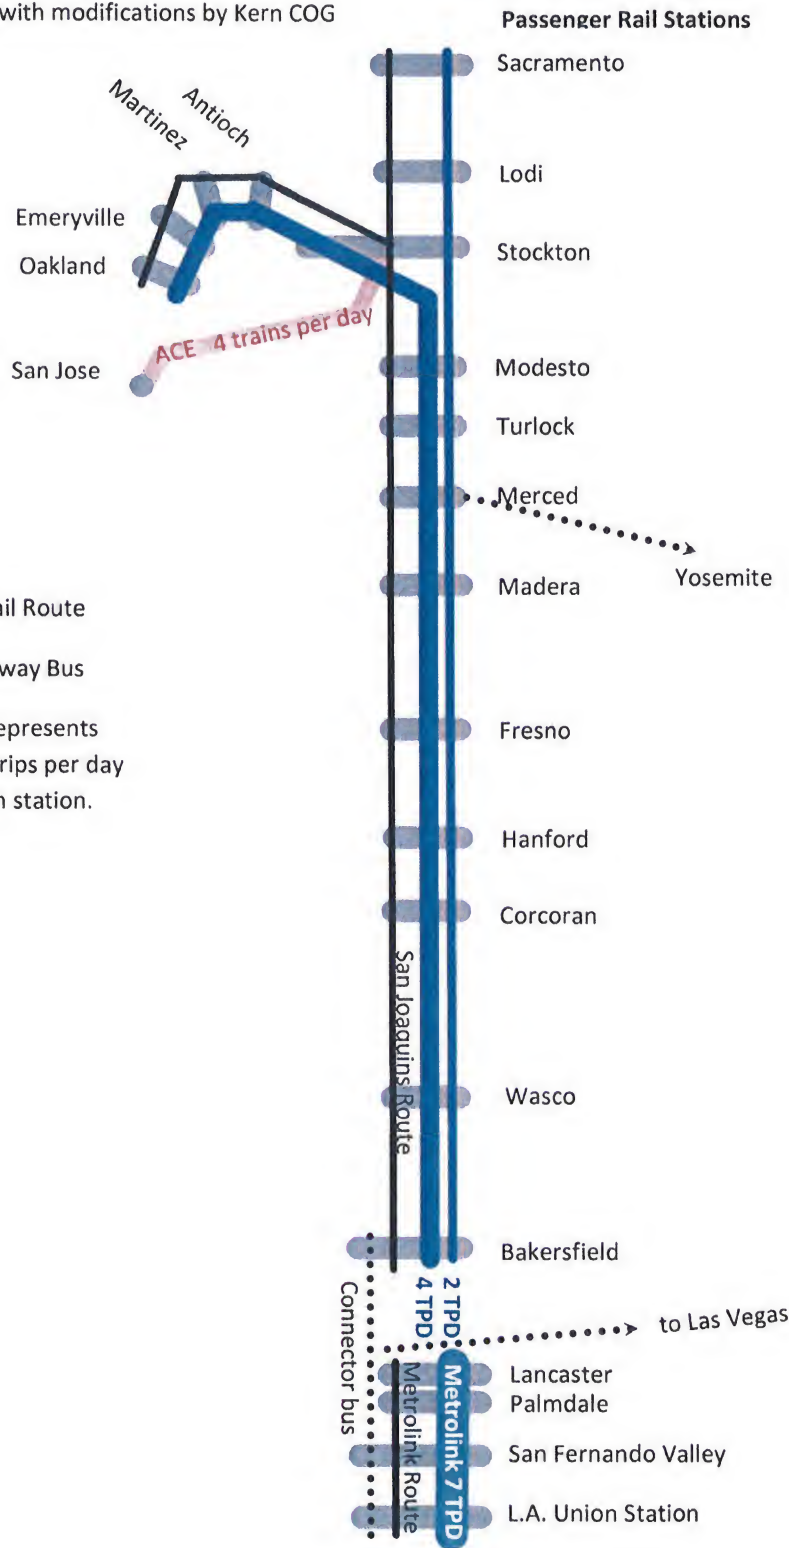 with modifications by Kern COG
Passenger Rail Stations
Sacramento
Martinez
Antioch
Lodi
Emeryville
Stockton
Oakland
ACE 4 trains per day
San Jose
Modesto
Turlock
Merced
Yosemite
Madera
ail Route
way Bus
epresents
rips per day
n station.
Fresno
Hanford
Corcoran
San Joaquins Route
Wasco
Bakersfield
Connector bus
4 TPD
2 TPD
to Las Vegas
Lancaster
Palmdale
Metrolink Route
Metrolink 7 TPD
San Fernando Valley
L.A. Union Station